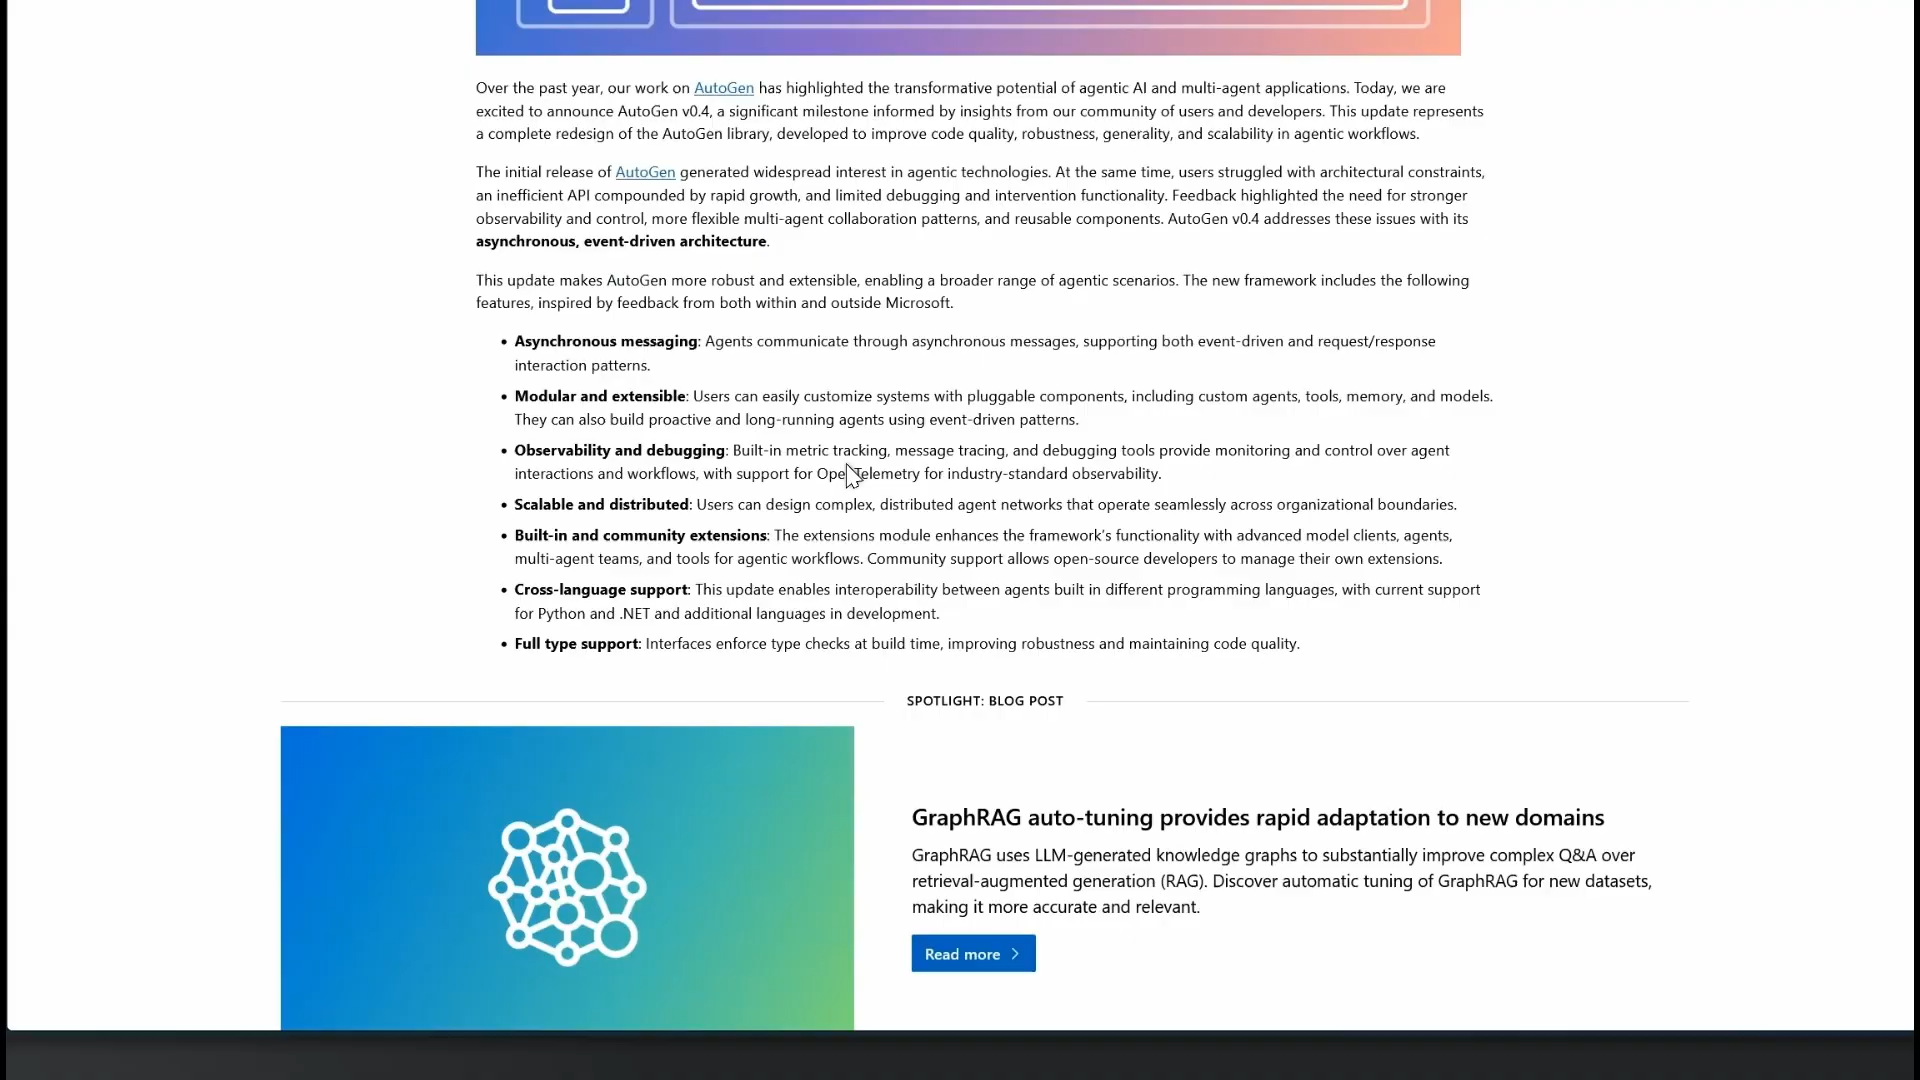 Over the past year, our work on AutoGen has highlighted the transformative potential of agentic AI and multi-agent applications. Today, we are
excited to announce AutoGen v0.4, a significant milestone informed by insights from our community of users and developers. This update represents
a complete redesign of the AutoGen library, developed to improve code quality, robustness, generality, and scalability in agentic workflows.
The initial release of AutoGen generated widespread interest in agentic technologies. At the same time, users struggled with architectural constraints,
an inefficient API compounded by rapid growth, and limited debugging and intervention functionality. Feedback highlighted the need for stronger
observability and control, more flexible multi-agent collaboration patterns, and reusable components. AutoGen v0.4 addresses these issues with its
asynchronous, event-driven architecture.
This update makes AutoGen more robust and extensible, enabling a broader range of agentic scenarios. The new framework includes the following
features, inspired by feedback from both within and outside Microsoft.
• Asynchronous messaging: Agents communicate through asynchronous messages, supporting both event-driven and request/response
interaction patterns.
• Modular and extensible: Users can easily customize systems with pluggable components, including custom agents, tools, memory, and models.
They can also build proactive and long-running agents using event-driven patterns.
• Observability and debugging: Built-in metric tracking, message tracing, and debugging tools provide monitoring and control over agent
interactions and workflows, with support for OpenTelemetry for industry-standard observability.
• Scalable and distributed: Users can design complex, distributed agent networks that operate seamlessly across organizational boundaries.
• Built-in and community extensions: The extensions module enhances the framework's functionality with advanced model clients, agents,
multi-agent teams, and tools for agentic workflows. Community support allows open-source developers to manage their own extensions.
• Cross-language support: This update enables interoperability between agents built in different programming languages, with current support
for Python and .NET and additional languages in development.
• Full type support: Interfaces enforce type checks at build time, improving robustness and maintaining code quality.
SPOTLIGHT: BLOG POST
GraphRAG auto-tuning provides rapid adaptation to new domains
GraphRAG uses LLM-generated knowledge graphs to substantially improve complex Q&A over
retrieval-augmented generation (RAG). Discover automatic tuning of GraphRAG for new datasets,
making it more accurate and relevant.
Read more